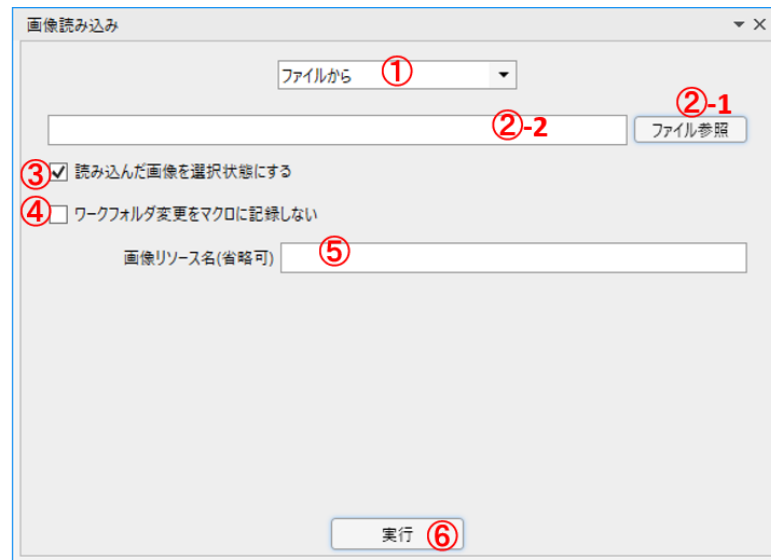 画像読み込み
ファイルから ①
②-1
②-2 ファイル参照
③ 読み込んだ画像を選択状態にする
④ ワークフォルダ変更をマクロに記録しない
画像リソース名(省略可) ⑤
実行 ⑥